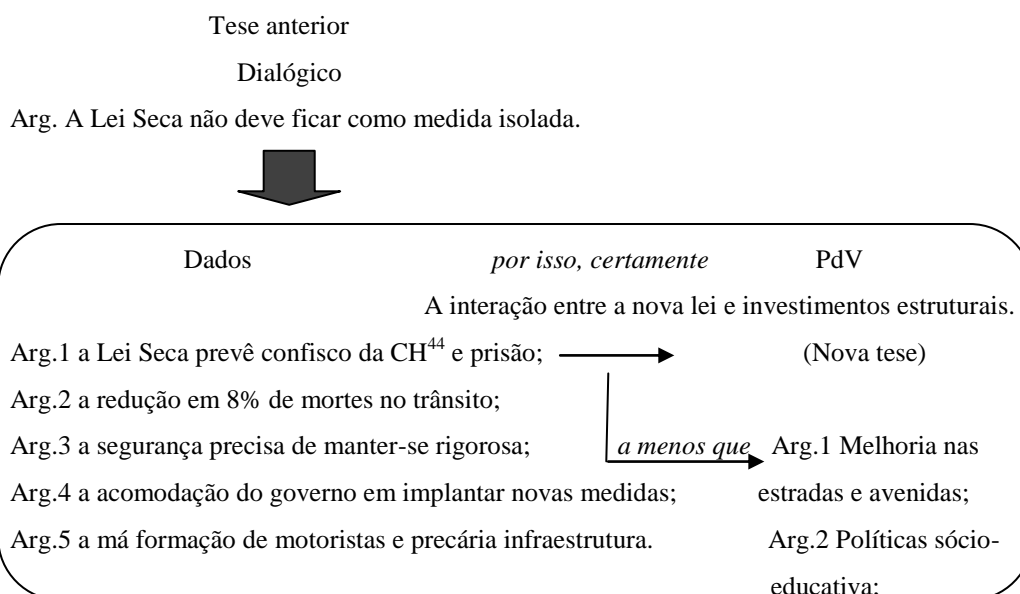 Tese anterior
Dialógico
Arg. A Lei Seca não deve ficar como medida isolada.
Dados por isso, certamente PdV
A interação entre a nova lei e investimentos estruturais.
Arg.1 a Lei Seca prevê confisco da CH44 e prisão; (Nova tese)
Arg.2 a redução em 8% de mortes no trânsito;
Arg.3 a segurança precisa de manter-se rigorosa; a menos que Arg.1 Melhoria nas
Arg.4 a acomodação do governo em implantar novas medidas; estradas e avenidas;
Arg.5 a má formação de motoristas e precária infraestrutura. Arg.2 Políticas sócio-
educativa;